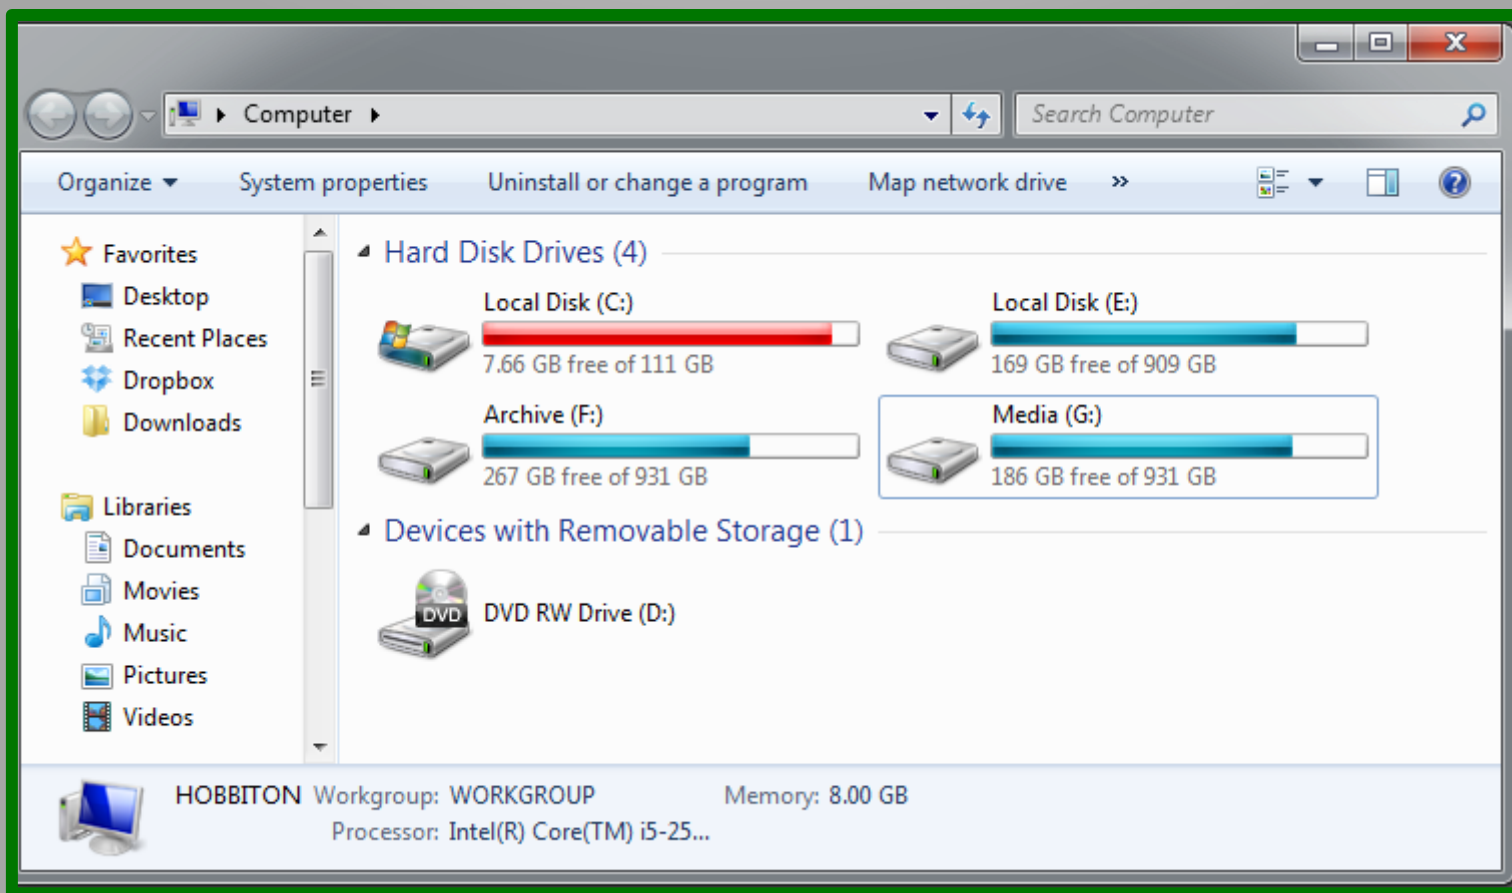 Computer
Search Computer
Organize System properties Uninstall or change a program Map network drive »
Favorites
Desktop
Recent Places
Dropbox
Downloads
Libraries
Documents
Movies
Music
Pictures
Videos
Hard Disk Drives (4)
Local Disk (C:)
7.66 GB free of 111 GB
Local Disk (E:)
169 GB free of 909 GB
Archive (F:)
267 GB free of 931 GB
Media (G:)
186 GB free of 931 GB
Devices with Removable Storage (1)
DVD
DVD RW Drive (D:)
HOBBITON Workgroup: WORKGROUP Memory: 8.00 GB
Processor: Intel(R) Core(TM) i5-25...